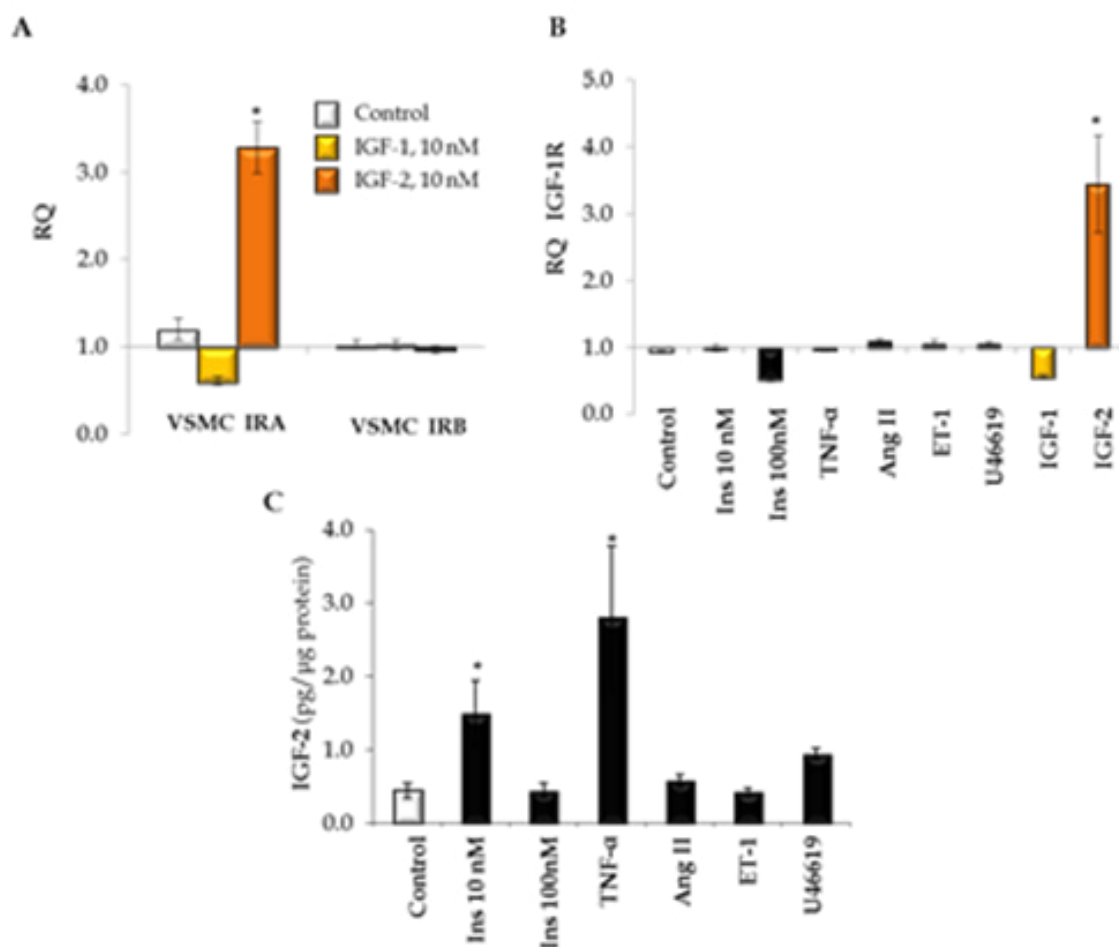 A
RQ
4.0
3.0
2.0
1.0
0.0
*
Control
IGF-1, 10 nM
IGF-2, 10 nM
VSMC IRA
VSMC IRB
B
RQ IGF-1R
5.0
4.0
3.0
2.0
1.0
0.0
*
Control
Ins 10 nM
Ins 100nM
TNF-α
Ang II
ET-1
U46619
IGF-1
IGF-2
C
IGF-2 (pg/µg protein)
4.0
3.0
2.0
1.0
0.0
*
*
Control
Ins 10 nM
Ins 100nM
TNF-α
Ang II
ET-1
U46619